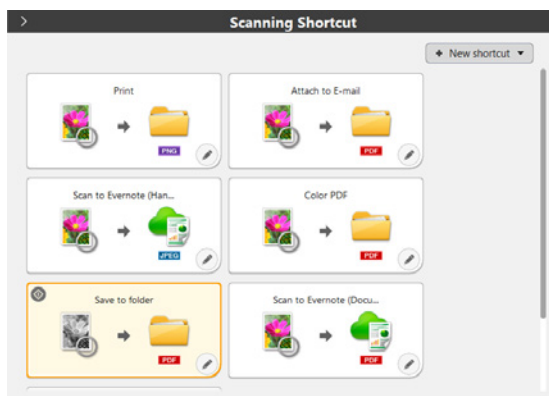 Scanning Shortcut
+ New shortcut
Print
Attach to E-mail
PNG
PDF
Scan to Evernote (Han...
Color PDF
JPEG
PDF
Save to folder
Scan to Evernote (Docu...
PDF
PDF